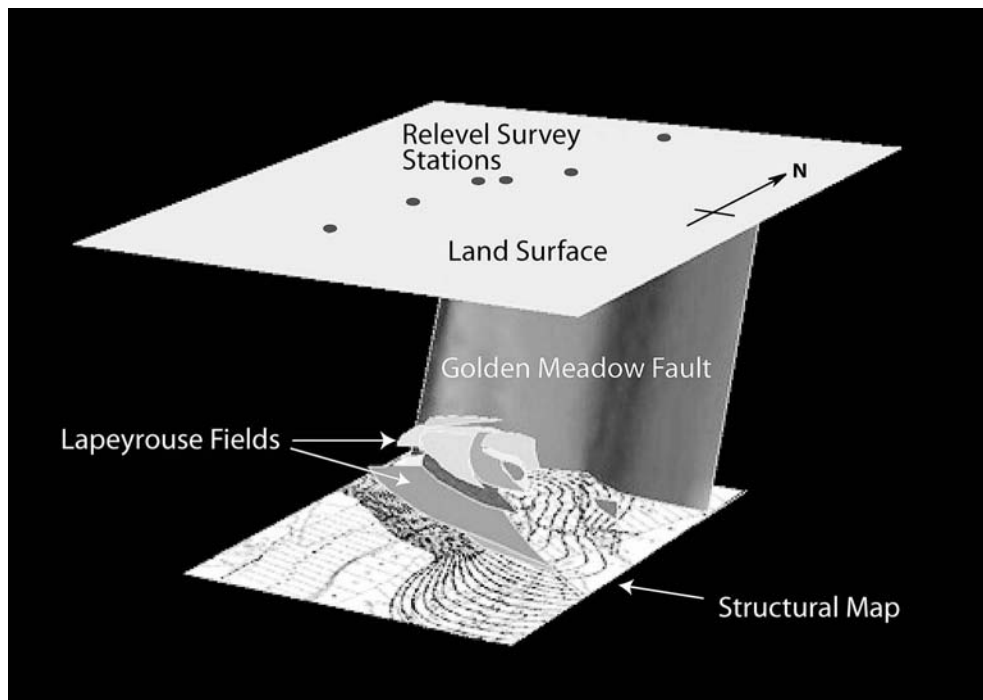 Relevel Survey
Stations
N
Land Surface
Golden Meadow Fault
Lapeyrouse Fields
Structural Map